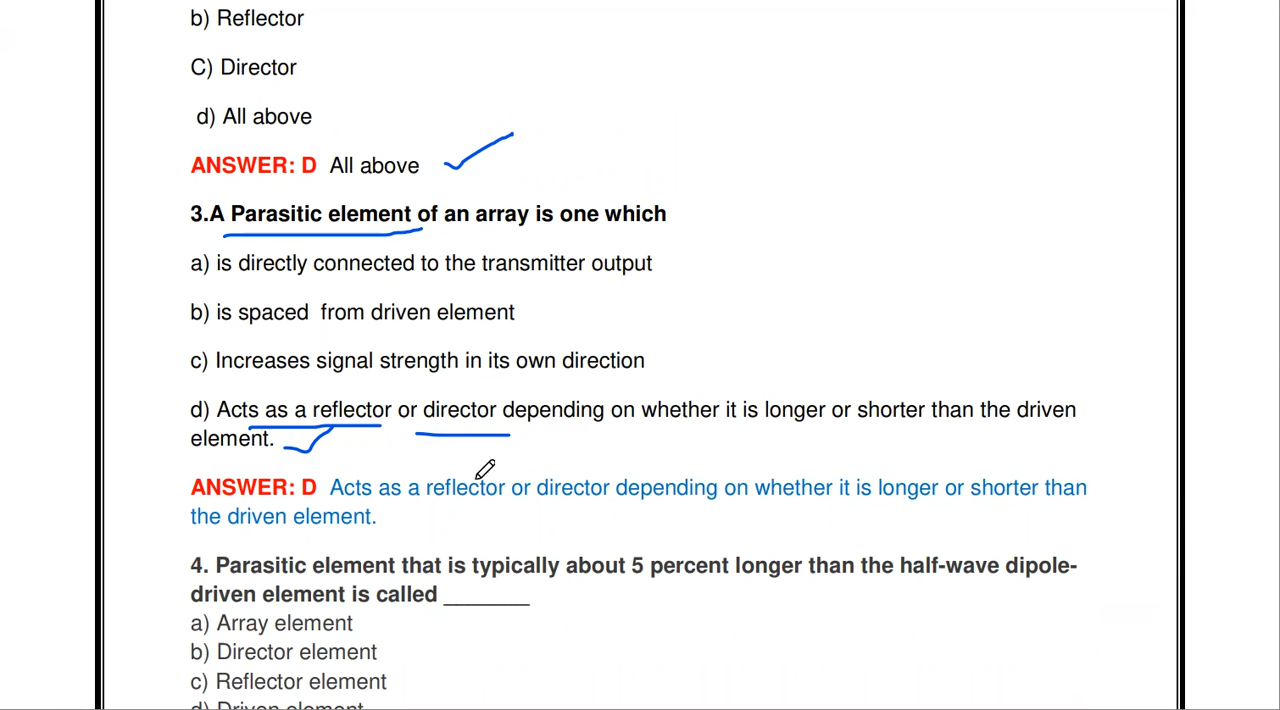 b) Reflector
C) Director
d) All above
ANSWER: D All above
3.A Parasitic element of an array is one which
a) is directly connected to the transmitter output
b) is spaced from driven element
c) Increases signal strength in its own direction
d) Acts as a reflector or director depending on whether it is longer or shorter than the driven
element.
ANSWER: D Acts as a reflector or director depending on whether it is longer or shorter than
the driven element.
4. Parasitic element that is typically about 5 percent longer than the half-wave dipole-
driven element is called _______
a) Array element
b) Director element
c) Reflector element
d) Driven element